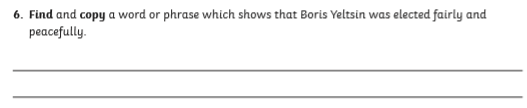 6. Find and copy a word or phrase which shows that Boris Yeltsin was elected fairly and
peacefully.